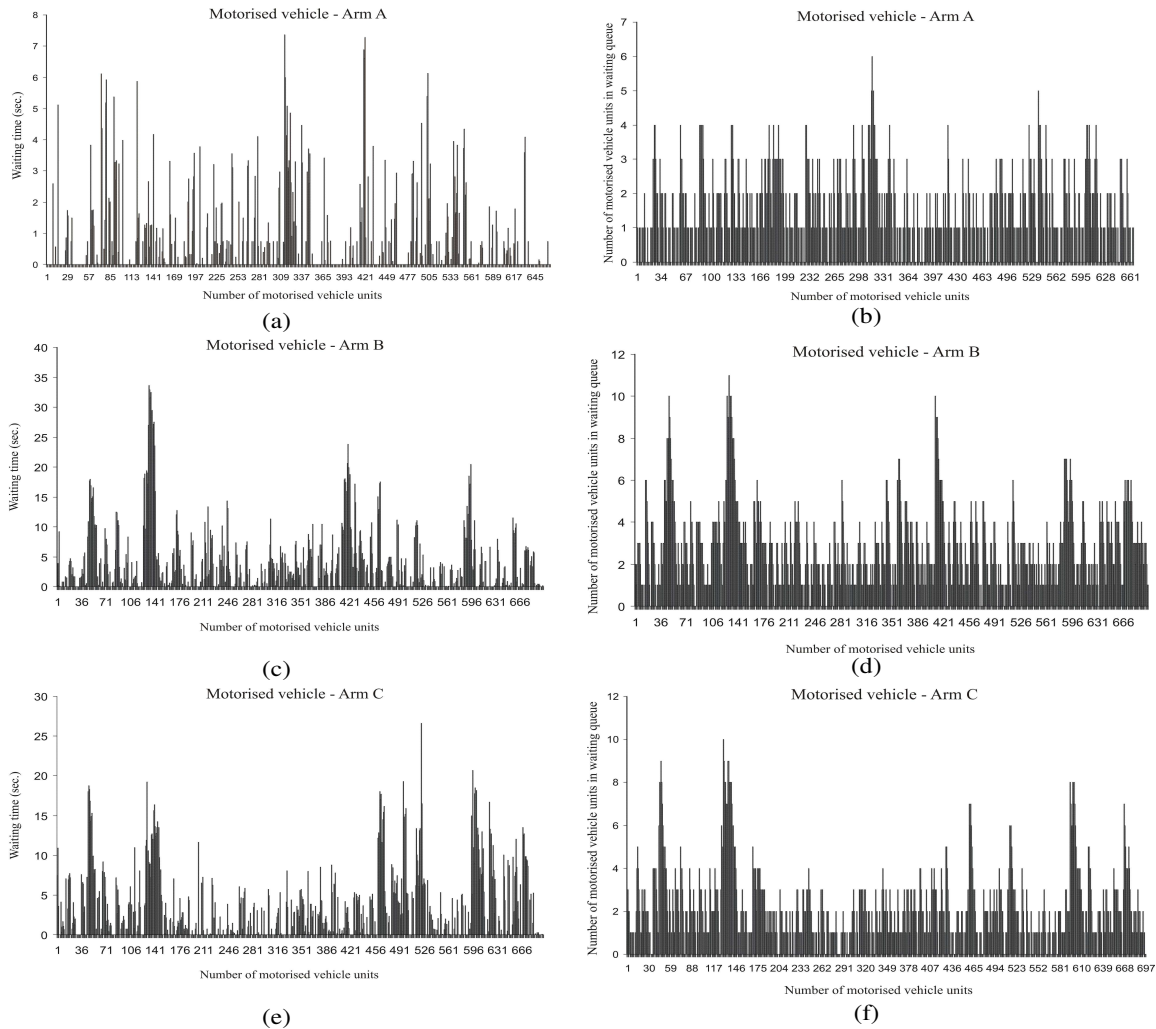 Motorised vehicle - Arm A
Waiting time (sec.)
8
7
6
5
4
3
2
1
0
1 29 57 85 113 141 169 197 225 253 281 309 337 365 393 421 449 477 505 533 561 589 617 645
Number of motorised vehicle units
(a)
Motorised vehicle - Arm A
Number of motorised vehicle units in waiting queue
7
6
5
4
3
2
1
0
1 34 67 100 133 166 199 232 265 298 331 364 397 430 463 496 529 562 595 628 661
Number of motorised vehicle units
(b)
Motorised vehicle - Arm B
Waiting time (sec.)
40
35
30
25
20
15
10
5
0
1 36 71 106 141 176 211 246 281 316 351 386 421 456 491 526 561 596 631 666
Number of motorised vehicle units
(c)
Motorised vehicle - Arm B
Number of motorised vehicle units in waiting queue
12
10
8
6
4
2
0
1 36 71 106 141 176 211 246 281 316 351 386 421 456 491 526 561 596 631 666
Number of motorised vehicle units
(d)
Motorised vehicle - Arm C
Waiting time (sec.)
30
25
20
15
10
5
0
1 36 71 106 141 176 211 246 281 316 351 386 421 456 491 526 561 596 631 666
Number of motorised vehicle units
(e)
Motorised vehicle - Arm C
Number of motorised vehicle units in waiting queue
12
10
8
6
4
2
0
1 30 59 88 117 146 175 204 233 262 291 320 349 378 407 436 465 494 523 552 581 610 639 668 697
Number of motorised vehicle units
(f)